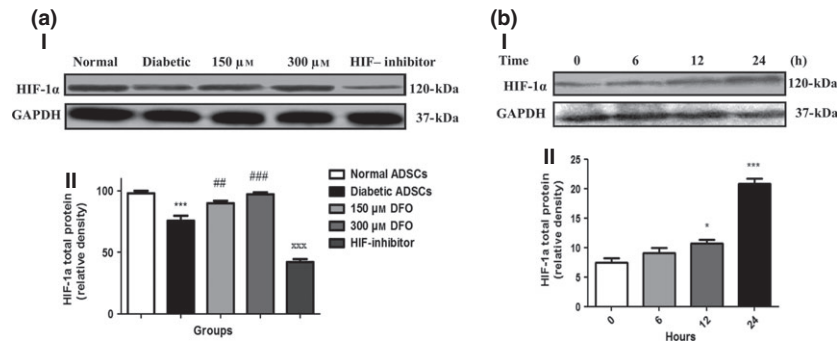 (a)
I
Normal Diabetic 150 µM 300 µM HIF– inhibitor
HIF-1α 120-kDa
GAPDH 37-kDa
II
HIF-1a total protein
(relative density)
100
50
0
***
##
###
xxx
Normal ADSCs
Diabetic ADSCs
150 µM DFO
300 µM DFO
HIF-inhibitor
Groups
(b)
I
Time 0 6 12 24 (h)
HIF-1α 120-kDa
GAPDH 37-kDa
II
HIF-1a total protein
(relative density)
25
20
15
10
5
0
*
***
0 6 12 24
Hours